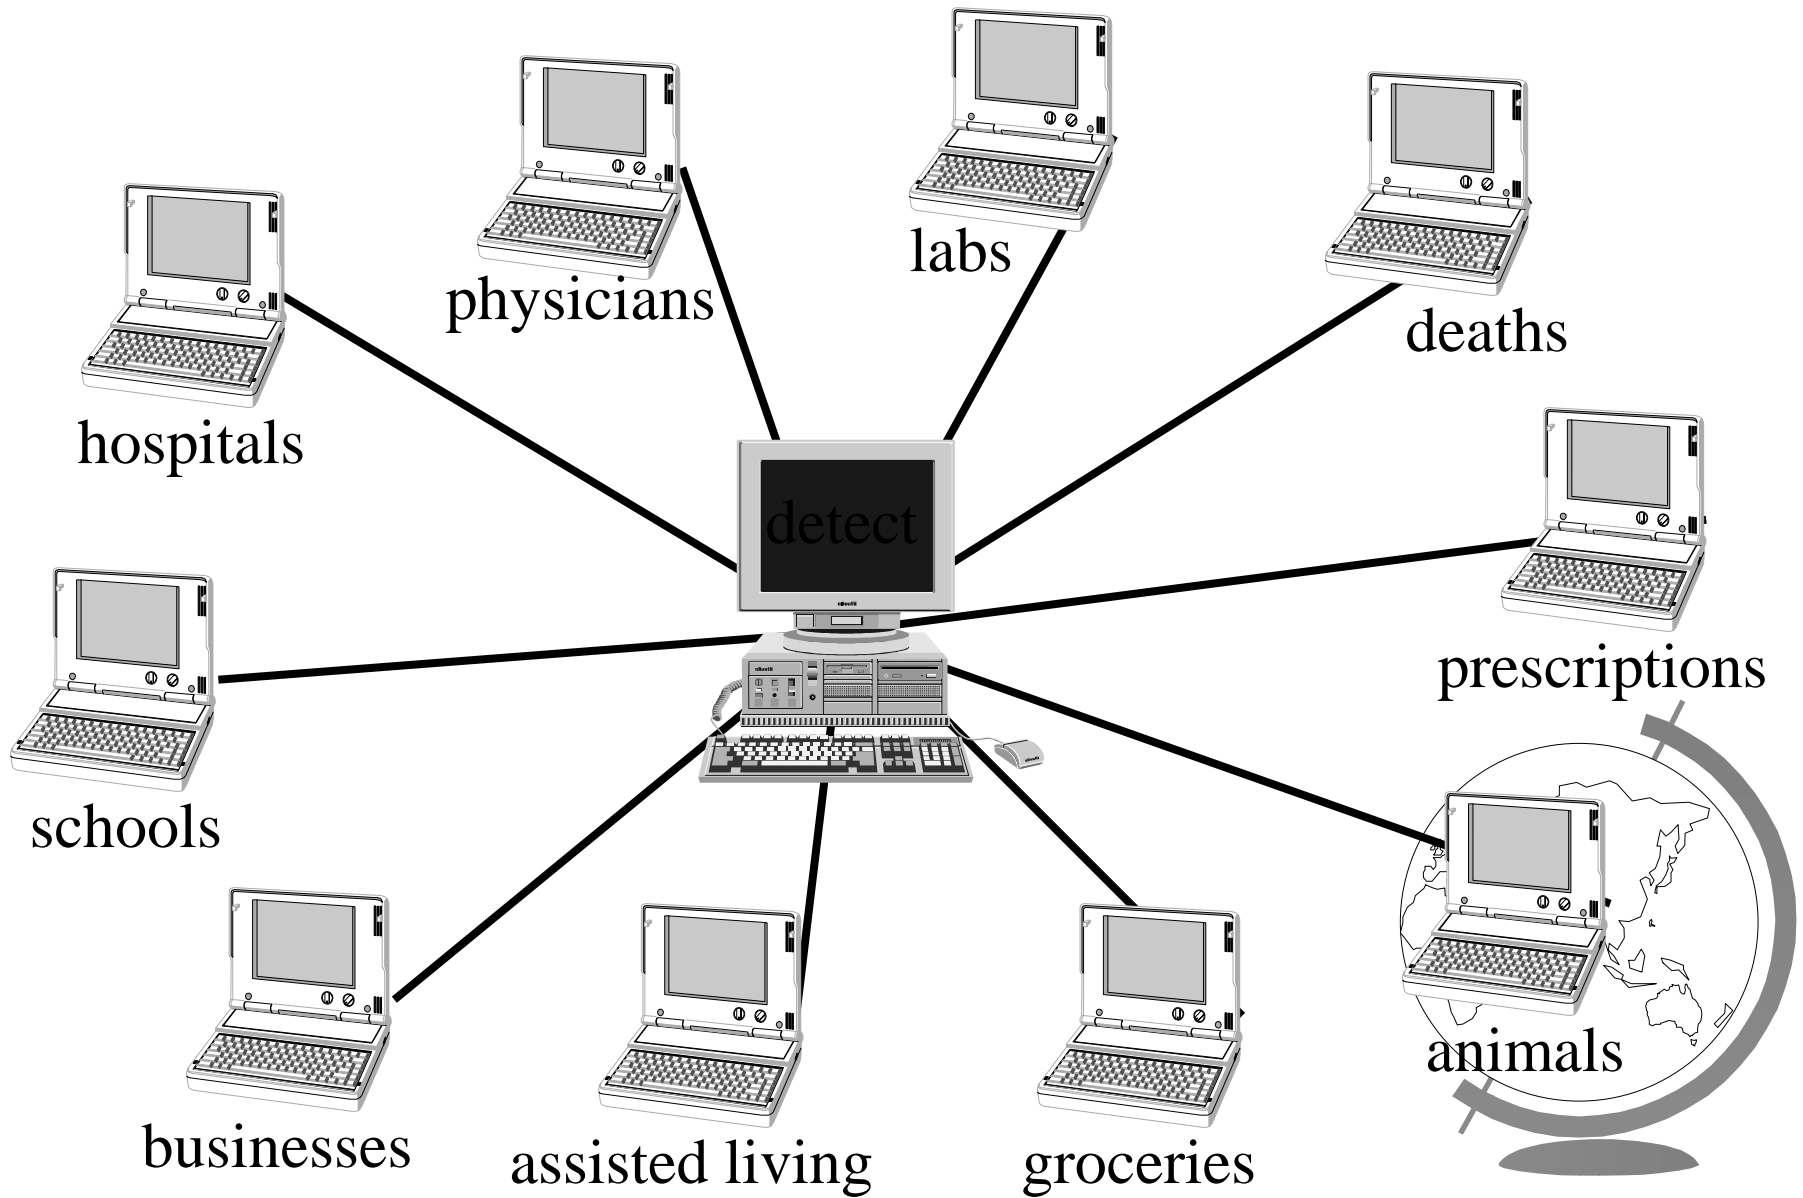 labs
physicians
deaths
hospitals
detect
prescriptions
schools
animals
businesses
assisted living
groceries